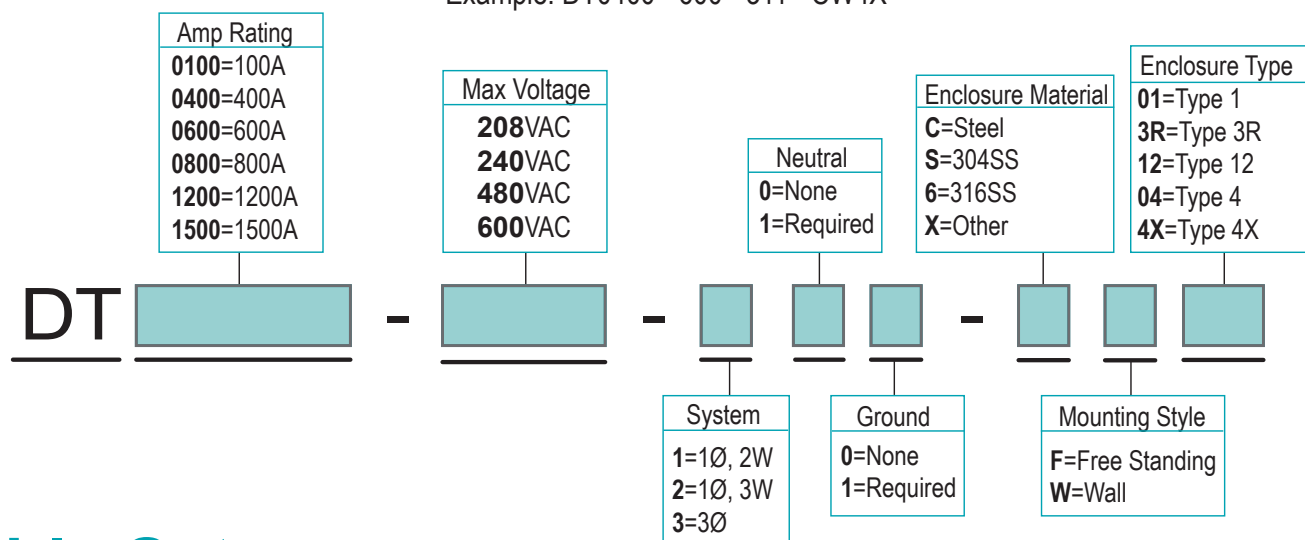 Amp Rating
0100=100A
0400=400A
0600=600A
0800=800A
1200=1200A
1500=1500A
Max Voltage
208VAC
240VAC
480VAC
600VAC
Neutral
0=None
1=Required
Enclosure Material
C=Steel
S=304SS
6=316SS
X=Other
Enclosure Type
01=Type 1
3R=Type 3R
12=Type 12
04=Type 4
4X=Type 4X
DT - - -
System
1=1Ø, 2W
2=1Ø, 3W
3=3Ø
Ground
0=None
1=Required
Mounting Style
F=Free Standing
W=Wall